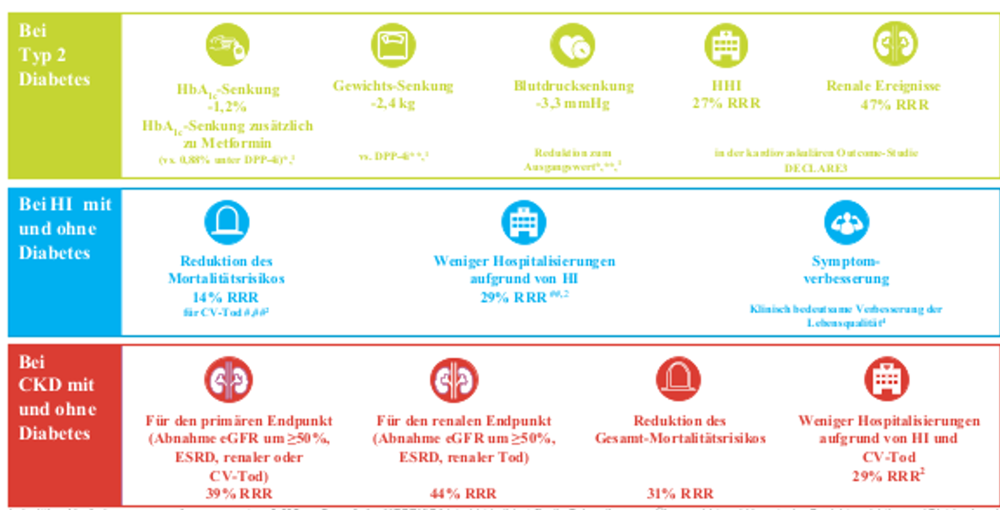 Bei
Typ 2
Diabetes
HbA1c-Senkung
-1,2%
HbA1c-Senkung zusätzlich
zu Metformin
(vs. 0,88% unter DPP-4i)*,1
Gewichts-Senkung
-2,4 kg
vs. DPP-4i**,1
Blutdrucksenkung
-3,3 mmHg
Reduktion zum
Ausgangswert*,**,1
HHI
27% RRR
Renale Ereignisse
47% RRR
in der kardiovaskulären Outcome-Studie
DECLARE3
Bei HI mit
und ohne
Diabetes
Reduktion des
Mortalitätsrisikos
14% RRR
für CV-Tod #,##2
Weniger Hospitalisierungen
aufgrund von HI
29% RRR ##,2
Symptom-
verbesserung
Klinisch bedeutsame Verbesserung der
Lebensqualität4
Bei
CKD mit
und ohne
Diabetes
Für den primären Endpunkt
(Abnahme eGFR um ≥50%,
ESRD, renaler oder
CV-Tod)
39% RRR
Für den renalen Endpunkt
(Abnahme eGFR um ≥50%,
ESRD, renaler Tod)
44% RRR
Reduktion des
Gesamt-Mortalitätsrisikos
31% RRR
Weniger Hospitalisierungen
aufgrund von HI und
CV-Tod
29% RRR2